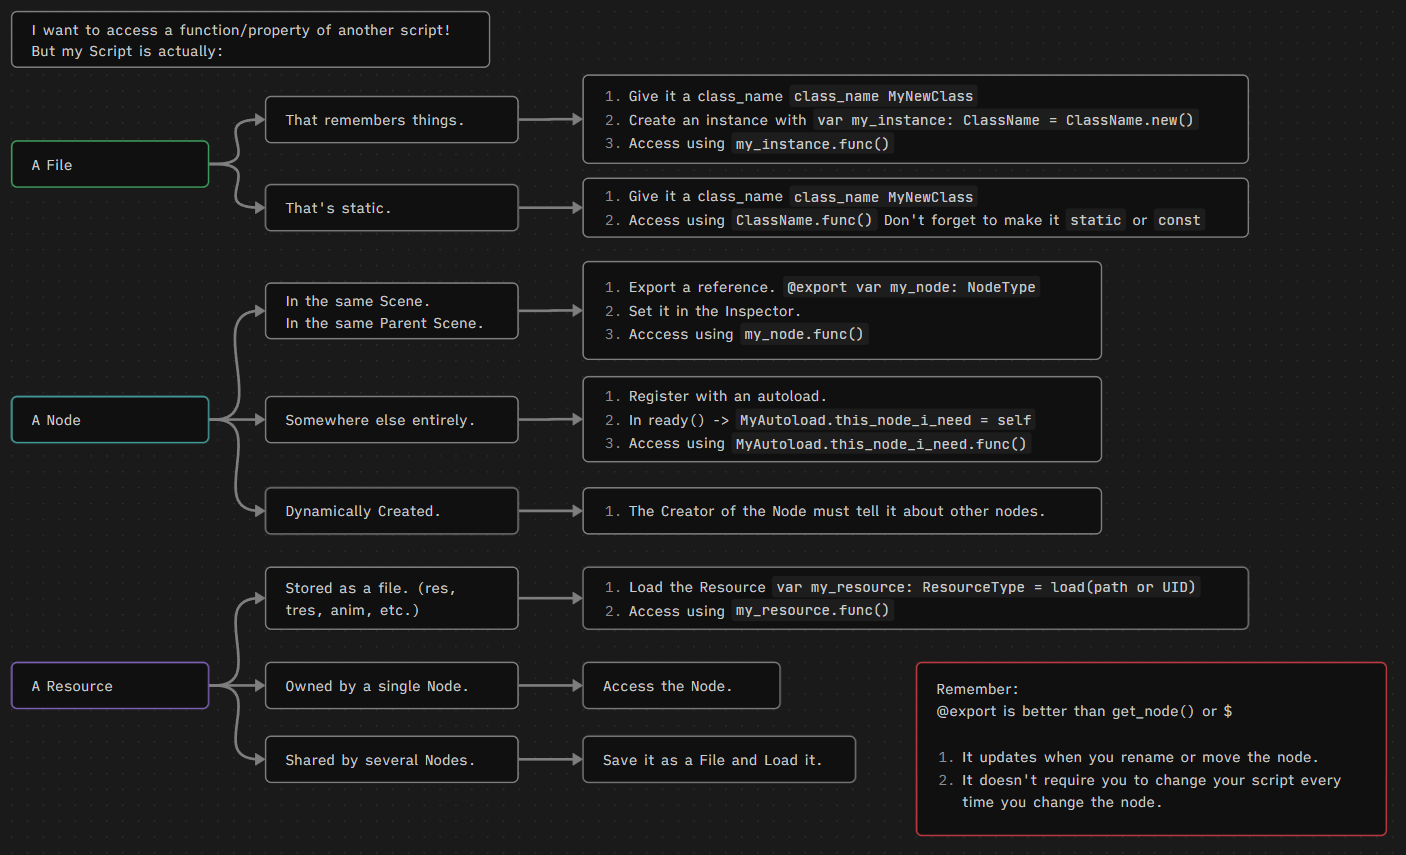 I want to access a function/property of another script!
But my Script is actually:
A File
That remembers things.
1. Give it a class_name class_name MyNewClass
2. Create an instance with var my_instance: ClassName = ClassName.new()
3. Access using my_instance.func()
That's static.
1. Give it a class_name class_name MyNewClass
2. Access using ClassName.func() Don't forget to make it static or const
A Node
In the same Scene.
In the same Parent Scene.
1. Export a reference. @export var my_node: NodeType
2. Set it in the Inspector.
3. Acccess using my_node.func()
Somewhere else entirely.
1. Register with an autoload.
2. In ready() -> MyAutoload.this_node_i_need = self
3. Access using MyAutoload.this_node_i_need.func()
Dynamically Created.
1. The Creator of the Node must tell it about other nodes.
A Resource
Stored as a file. (res,
tres, anim, etc.)
1. Load the Resource var my_resource: ResourceType = load(path or UID)
2. Access using my_resource.func()
Owned by a single Node.
Access the Node.
Shared by several Nodes.
Save it as a File and Load it.
Remember:
@export is better than get_node() or $
1. It updates when you rename or move the node.
2. It doesn't require you to change your script every
time you change the node.